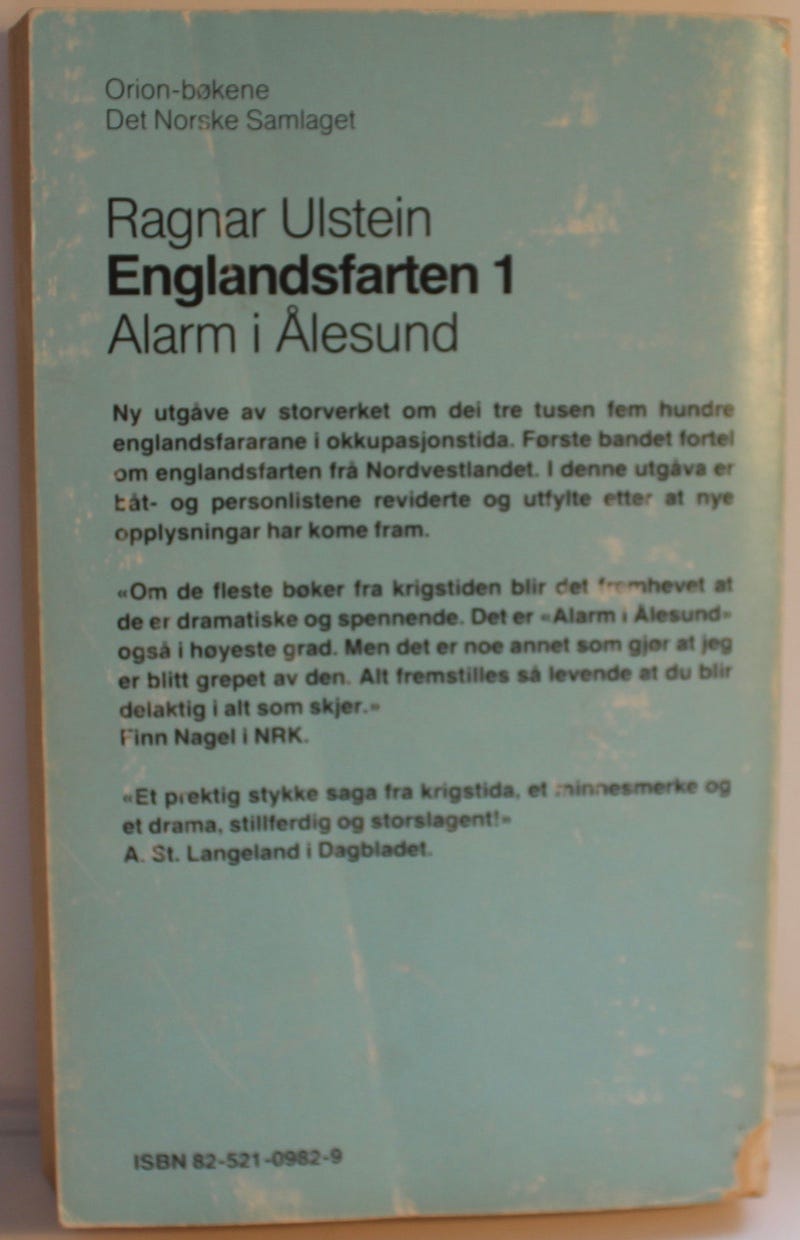 Orion-bøkene
Det Norske Samlaget
Ragnar Ulstein
Englandsfarten 1
Alarm i Ålesund
Ny utgåve av storverket om dei tre tusen fem hundre
englandsfararane i okkupasjonstida. Første bandet fortel
om englandsfarten frå Nordvestlandet. I denne utgåva er
båt- og personlistene reviderte og utfylte etter at nye
opplysningar har kome fram.
«Om de fleste bøker fra krigstiden blir det fremhevet at
de er dramatiske og spennende. Det er «Alarm i Ålesund»
også i høyeste grad. Men det er noe annet som gjør at jeg
er blitt grepet av den. Alt fremstilles så levende at du blir
delaktig i alt som skjer.»
Finn Nagel i NRK.
«Et prektig stykke saga fra krigstida, et minnesmerke og
et drama, stillferdig og storslagent!»
A. St. Langeland i Dagbladet.
ISBN 82-521-0982-9